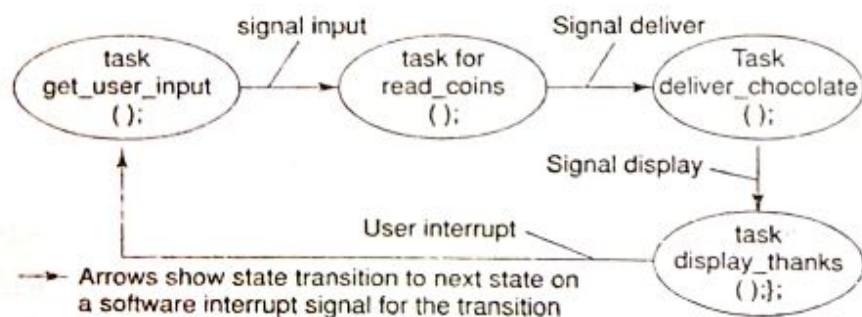 signal input
Signal deliver
task
get_user_input
( );
task for
read_coins
( );
Task
deliver_chocolate
( );
Signal display
User interrupt
task
display_thanks
( );};
Arrows show state transition to next state on
a software interrupt signal for the transition